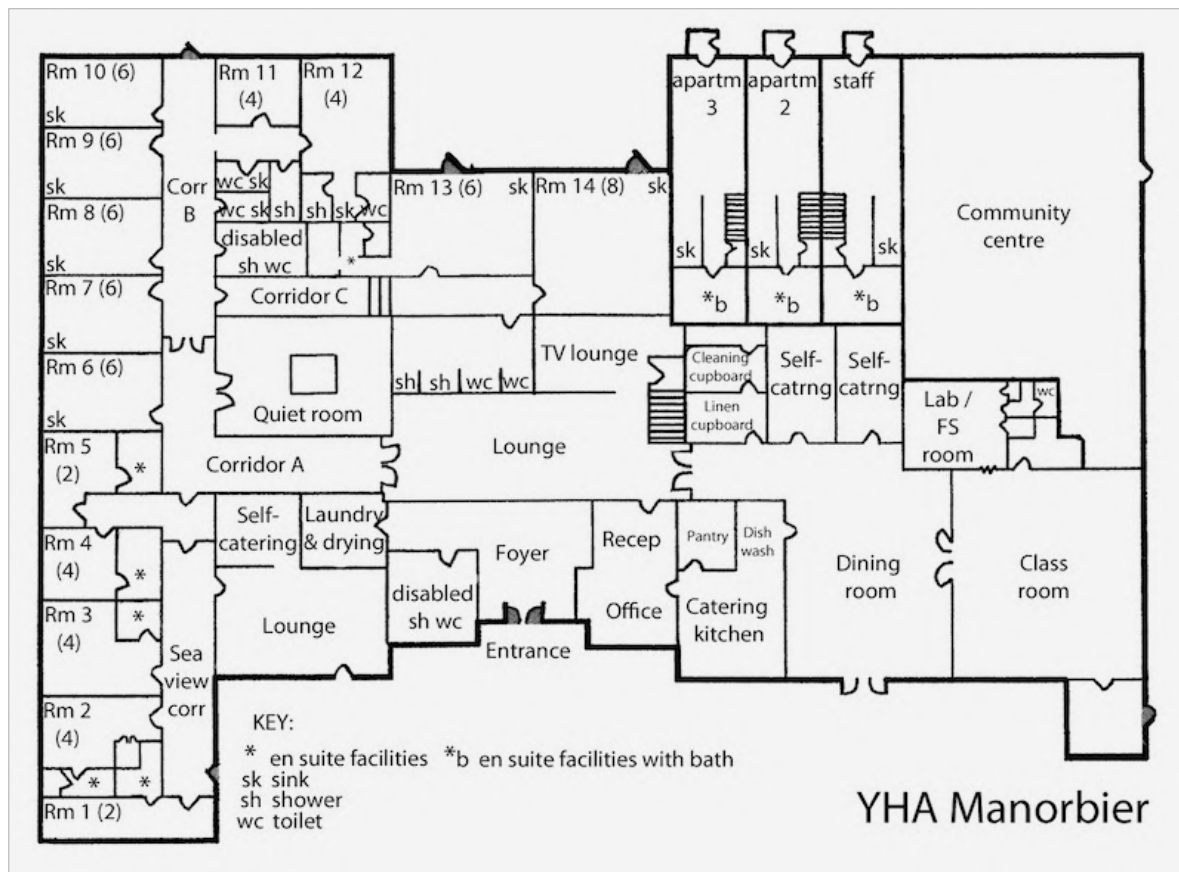 Rm 10 (6)
sk
Rm 9 (6)
sk
Rm 8 (6)
sk
Rm 7 (6)
sk
Rm 6 (6)
sk
Rm 5
(2)
*
Rm 4
(4)
*
Rm 3
(4)
*
Rm 2
(4)
*
*
Rm 1 (2)
Corr
B
Rm 11
(4)
Rm 12
(4)
wc sk
wc sk
sh
sh
sk
wc
disabled
sh wc
*
Corridor C
Quiet room
Corridor A
Rm 13 (6)
sk
Rm 14 (8)
sk
sh
sh
wc
wc
TV lounge
Lounge
apartm
3
sk
*b
apartm
2
sk
*b
staff
sk
*b
Community
centre
Cleaning
cupboard
Linen
cupboard
Self-
catrng
Self-
catrng
Lab /
FS
room
wc
Self-
catering
Laundry
& drying
Lounge
Sea
view
corr
Foyer
disabled
sh wc
Entrance
Recep
Office
Pantry
Dish
wash
Catering
kitchen
Dining
room
Class
room
KEY:
* en suite facilities
*b en suite facilities with bath
sk sink
sh shower
wc toilet
YHA Manorbier